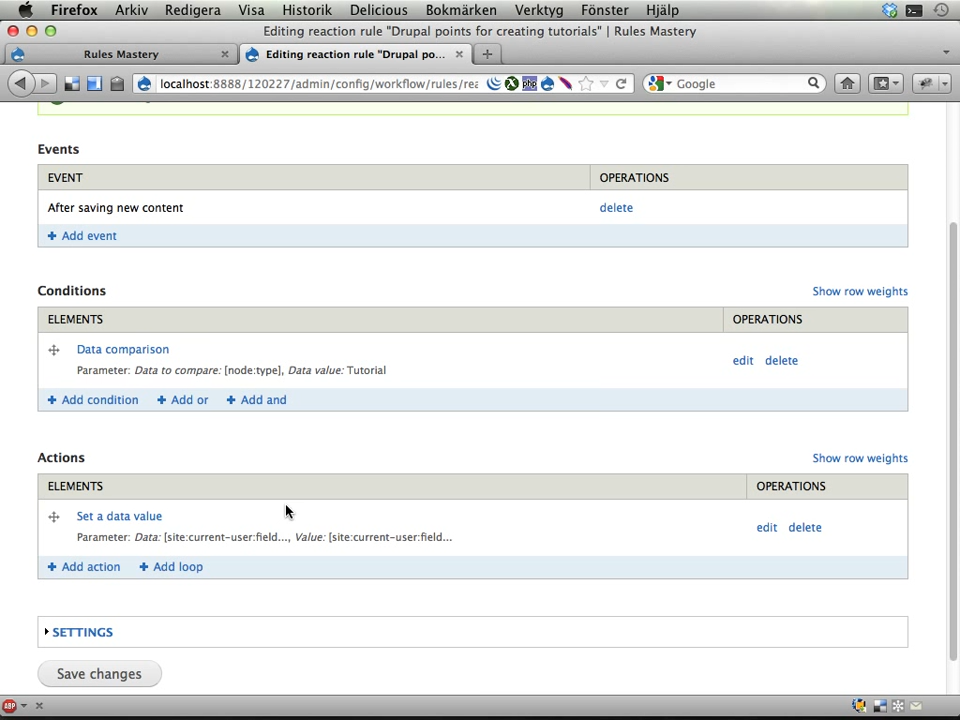 Firefox Arkiv Redigera Visa Historik Delicious Bokmärken Verktyg Fönster Hjälp
Editing reaction rule "Drupal points for creating tutorials" | Rules Mastery
Rules Mastery × Editing reaction rule "Drupal po... × +
localhost:8888/120227/admin/config/workflow/rules/rea php Google
Events
EVENT OPERATIONS
After saving new content delete
+ Add event
Conditions Show row weights
ELEMENTS OPERATIONS
Data comparison
Parameter: Data to compare: [node:type], Data value: Tutorial
edit delete
+ Add condition + Add or + Add and
Actions Show row weights
ELEMENTS OPERATIONS
Set a data value
Parameter: Data: [site:current-user:field..., Value: [site:current-user:field...
edit delete
+ Add action + Add loop
SETTINGS
Save changes
ABP ×